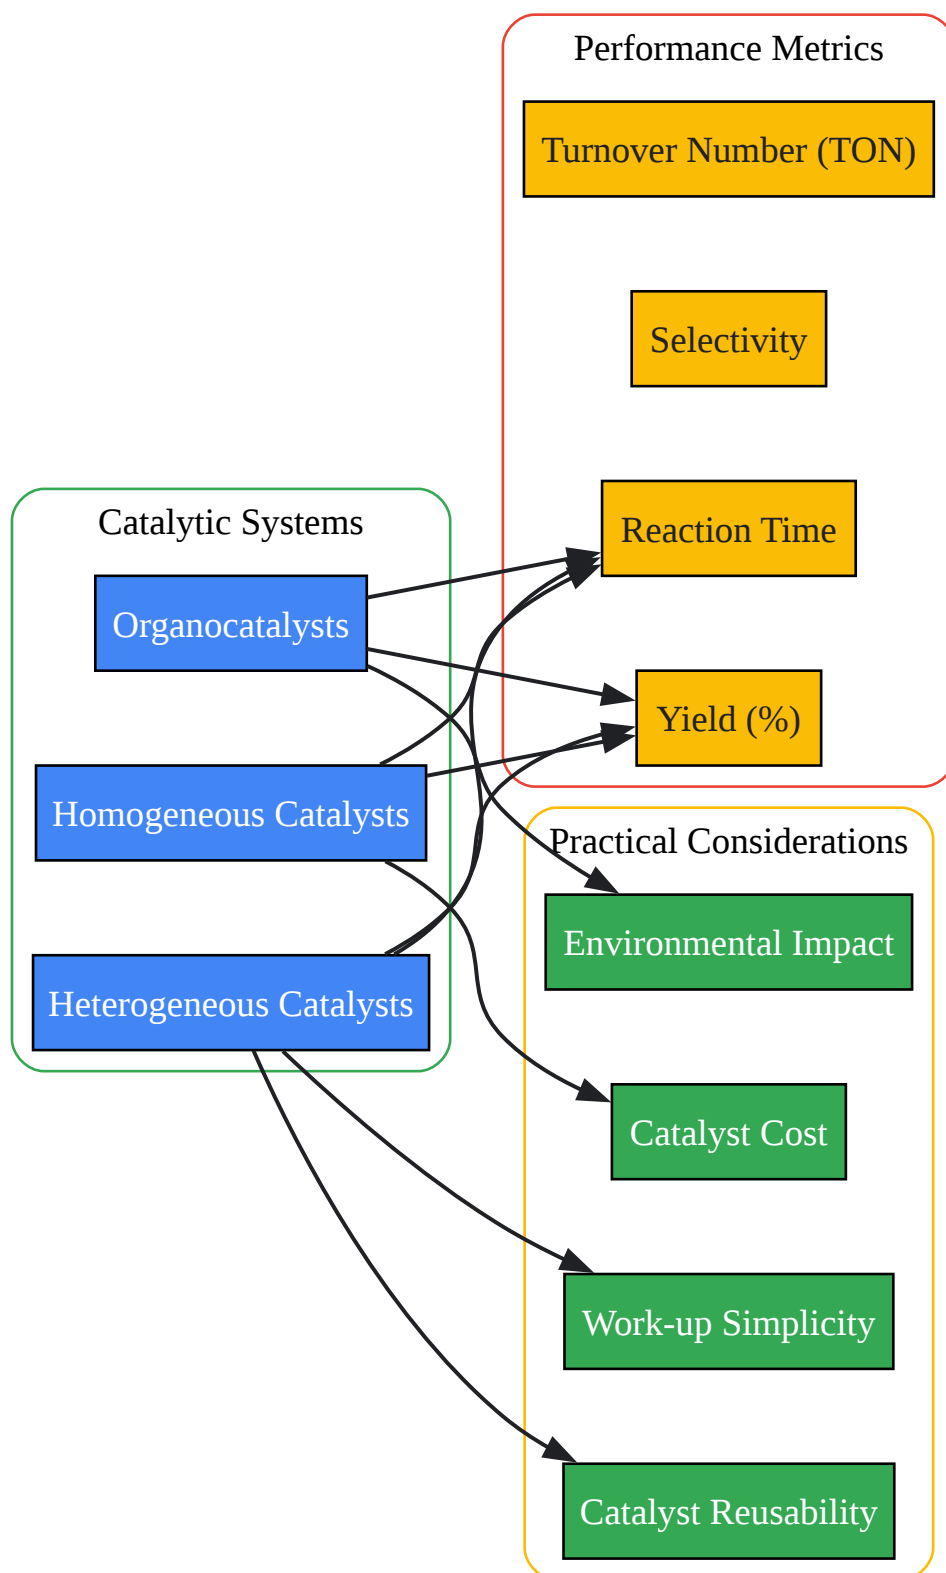 Performance Metrics
Turnover Number (TON)
Selectivity
Reaction Time
Yield (%)
Catalytic Systems
Organocatalysts
Homogeneous Catalysts
Heterogeneous Catalysts
Practical Considerations
Environmental Impact
Catalyst Cost
Work-up Simplicity
Catalyst Reusability